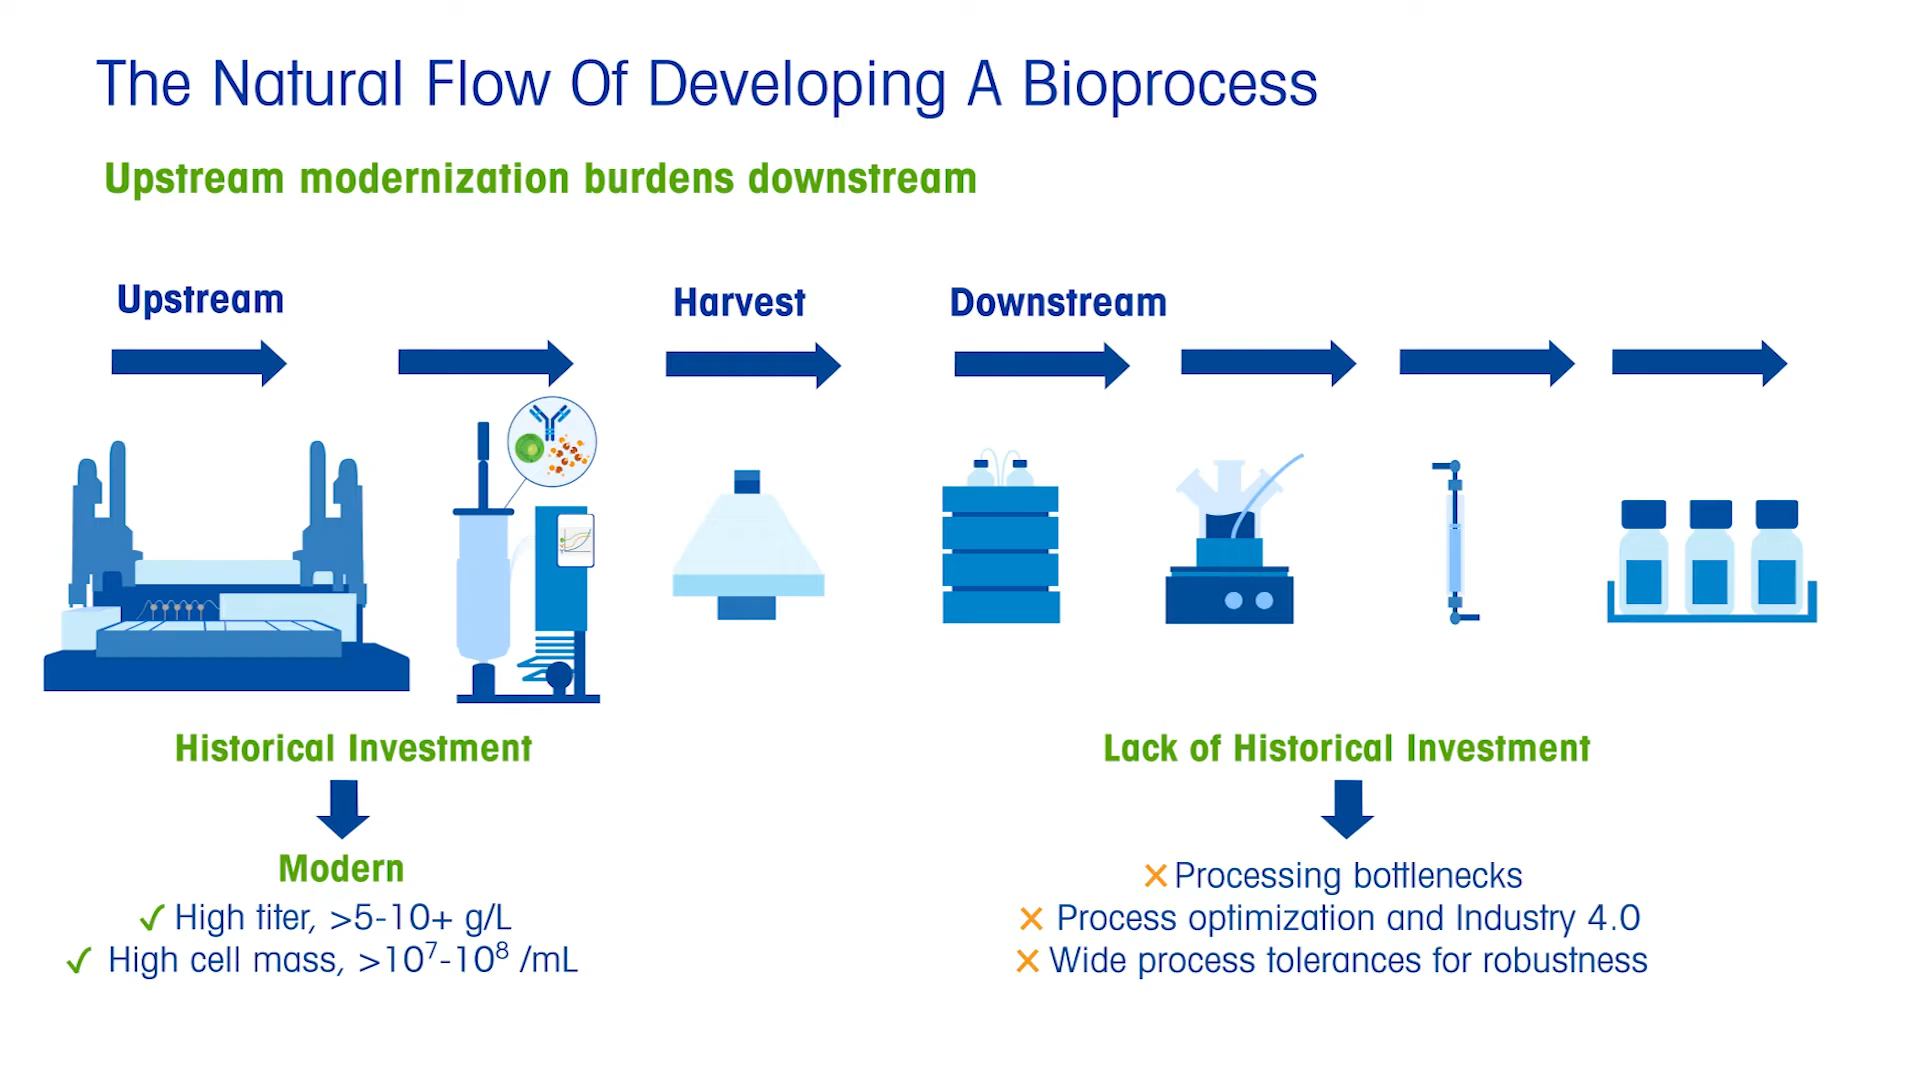 The Natural Flow Of Developing A Bioprocess
Upstream modernization burdens downstream
Upstream
Harvest
Downstream
Historical Investment
Modern
✓ High titer, >5-10+ g/L
✓ High cell mass, >10⁷-10⁸ /mL
Lack of Historical Investment
✕ Processing bottlenecks
✕ Process optimization and Industry 4.0
✕ Wide process tolerances for robustness